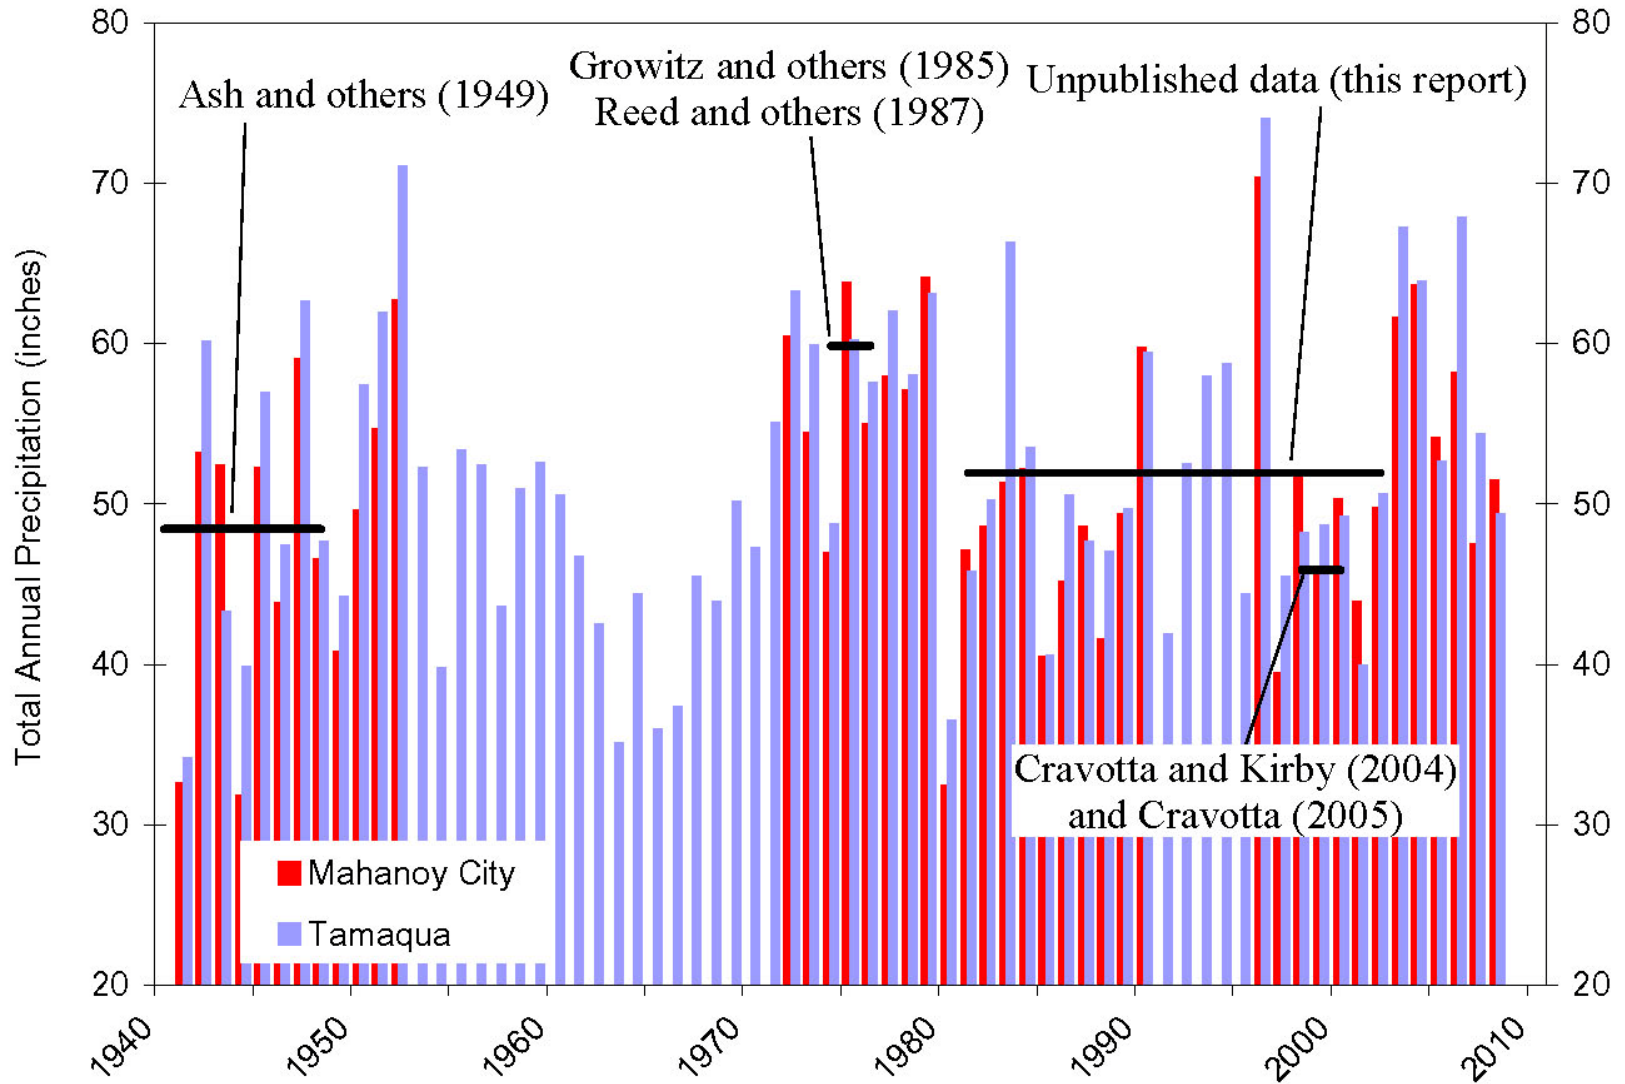 80
80
Growitz and others (1985)
Reed and others (1987)
Ash and others (1949)
Unpublished data (this report)
70
70
60
60
50
50
40
40
30
30
20
20
Total Annual Precipitation (inches)
Cravotta and Kirby (2004)
and Cravotta (2005)
Mahanoy City
Tamaqua
1940
1950
1960
1970
1980
1990
2000
2010